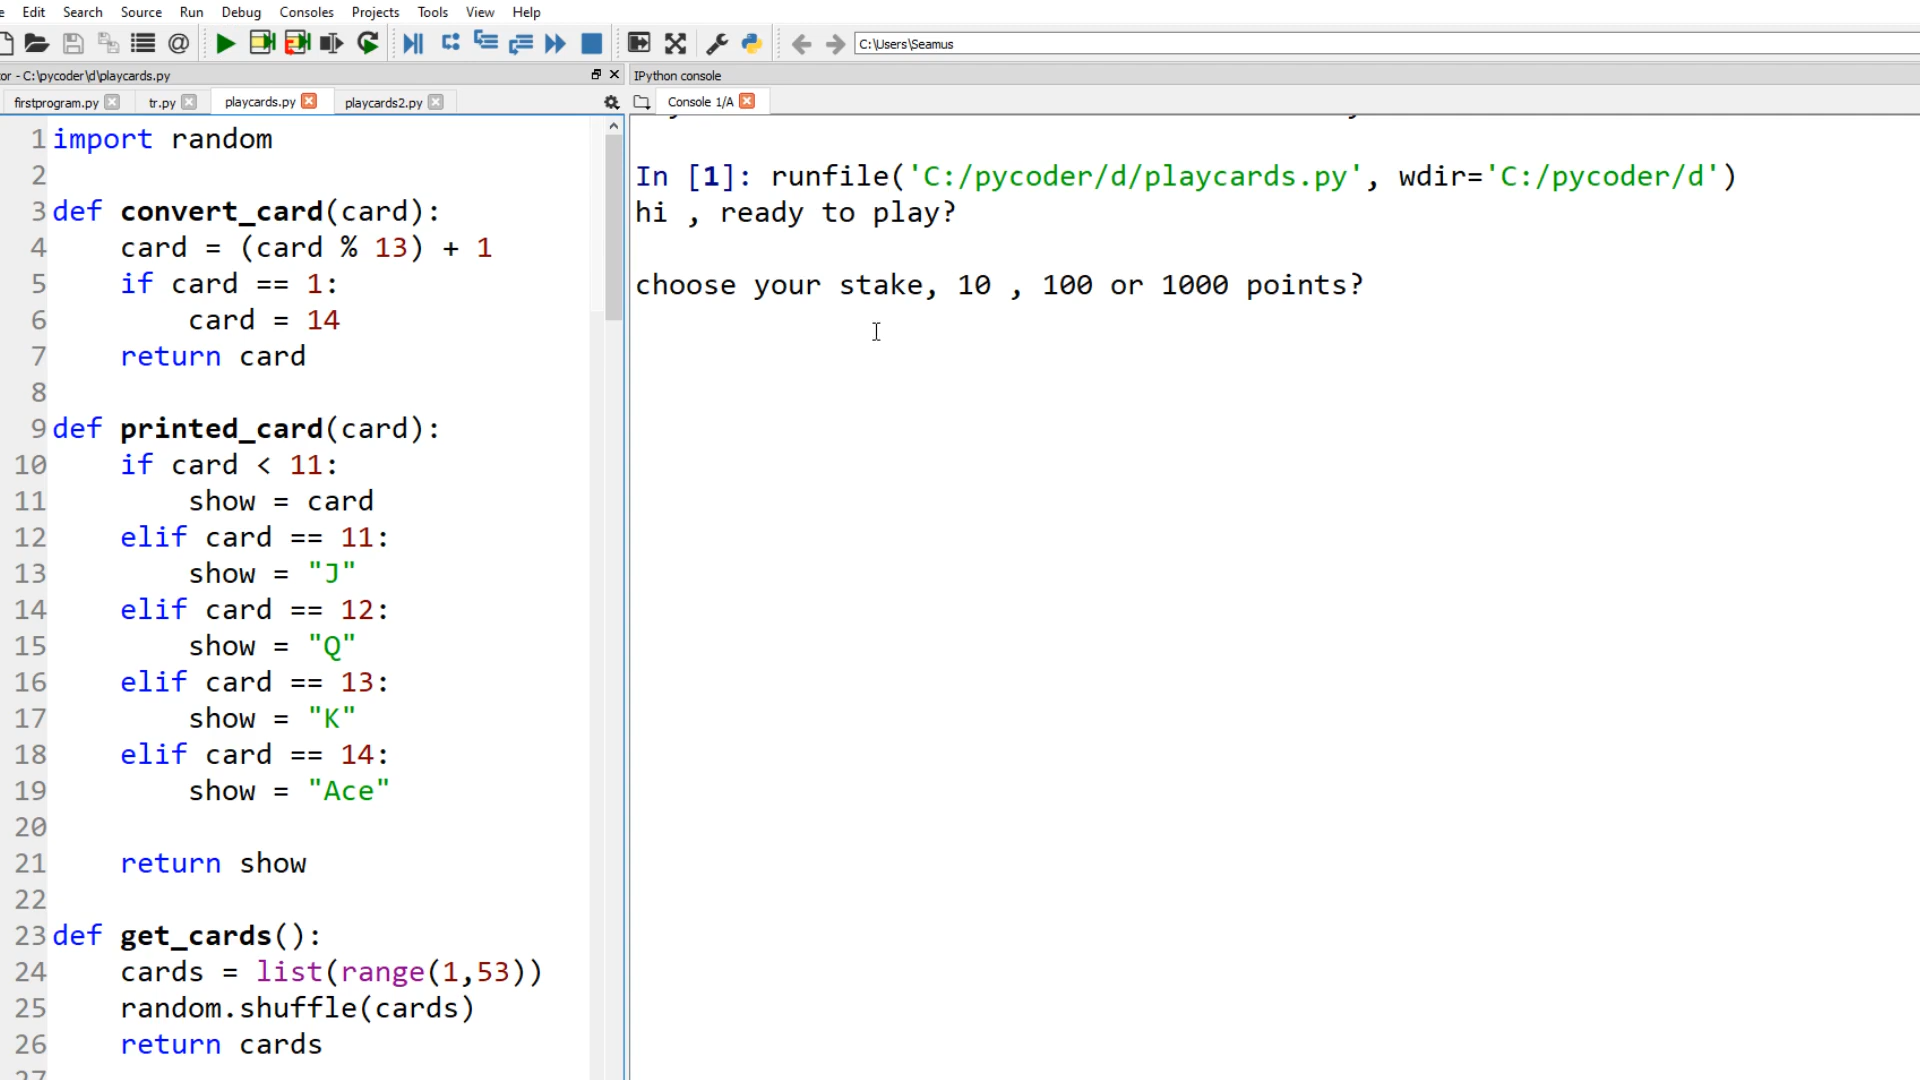 Edit Search Source Run Debug Consoles Projects Tools View Help
C:\Users\Seamus
or - C:\pycoder\d\playcards.py
IPython console
firstprogram.py tr.py playcards.py playcards2.py
Console 1/A
1 import random
2
3 def convert_card(card):
4 card = (card % 13) + 1
5 if card == 1:
6 card = 14
7 return card
8
9 def printed_card(card):
10 if card < 11:
11 show = card
12 elif card == 11:
13 show = "J"
14 elif card == 12:
15 show = "Q"
16 elif card == 13:
17 show = "K"
18 elif card == 14:
19 show = "Ace"
20
21 return show
22
23 def get_cards():
24 cards = list(range(1,53))
25 random.shuffle(cards)
26 return cards
27
In [1]: runfile('C:/pycoder/d/playcards.py', wdir='C:/pycoder/d')
hi , ready to play?
choose your stake, 10 , 100 or 1000 points?